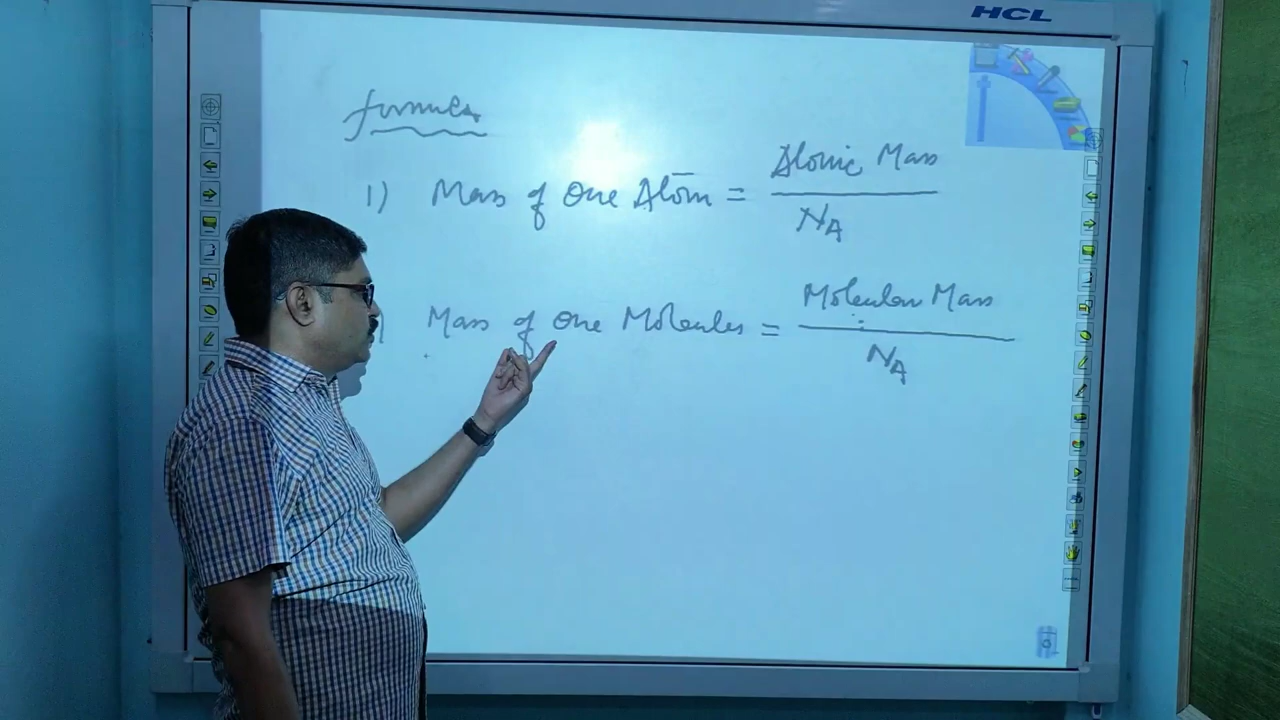 HCL
formula
1) Mass of One Atom = Atomic Mass / NA
) Mass of One Molecules = Molecular Mass / NA